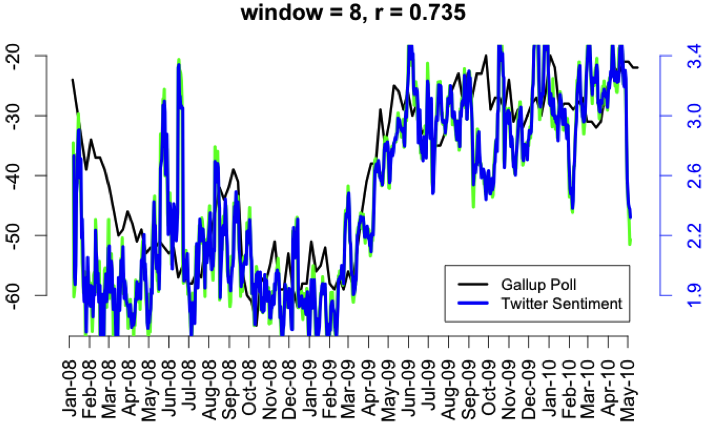 window = 8, r = 0.735
-20
-30
-40
-50
-60
3.4
3.0
2.6
2.2
1.9
Gallup Poll
Twitter Sentiment
Jan-08
Feb-08
Mar-08
Apr-08
May-08
Jun-08
Jul-08
Aug-08
Sep-08
Oct-08
Nov-08
Dec-08
Jan-09
Feb-09
Mar-09
Apr-09
May-09
Jun-09
Jul-09
Aug-09
Sep-09
Oct-09
Nov-09
Dec-09
Jan-10
Feb-10
Mar-10
Apr-10
May-10